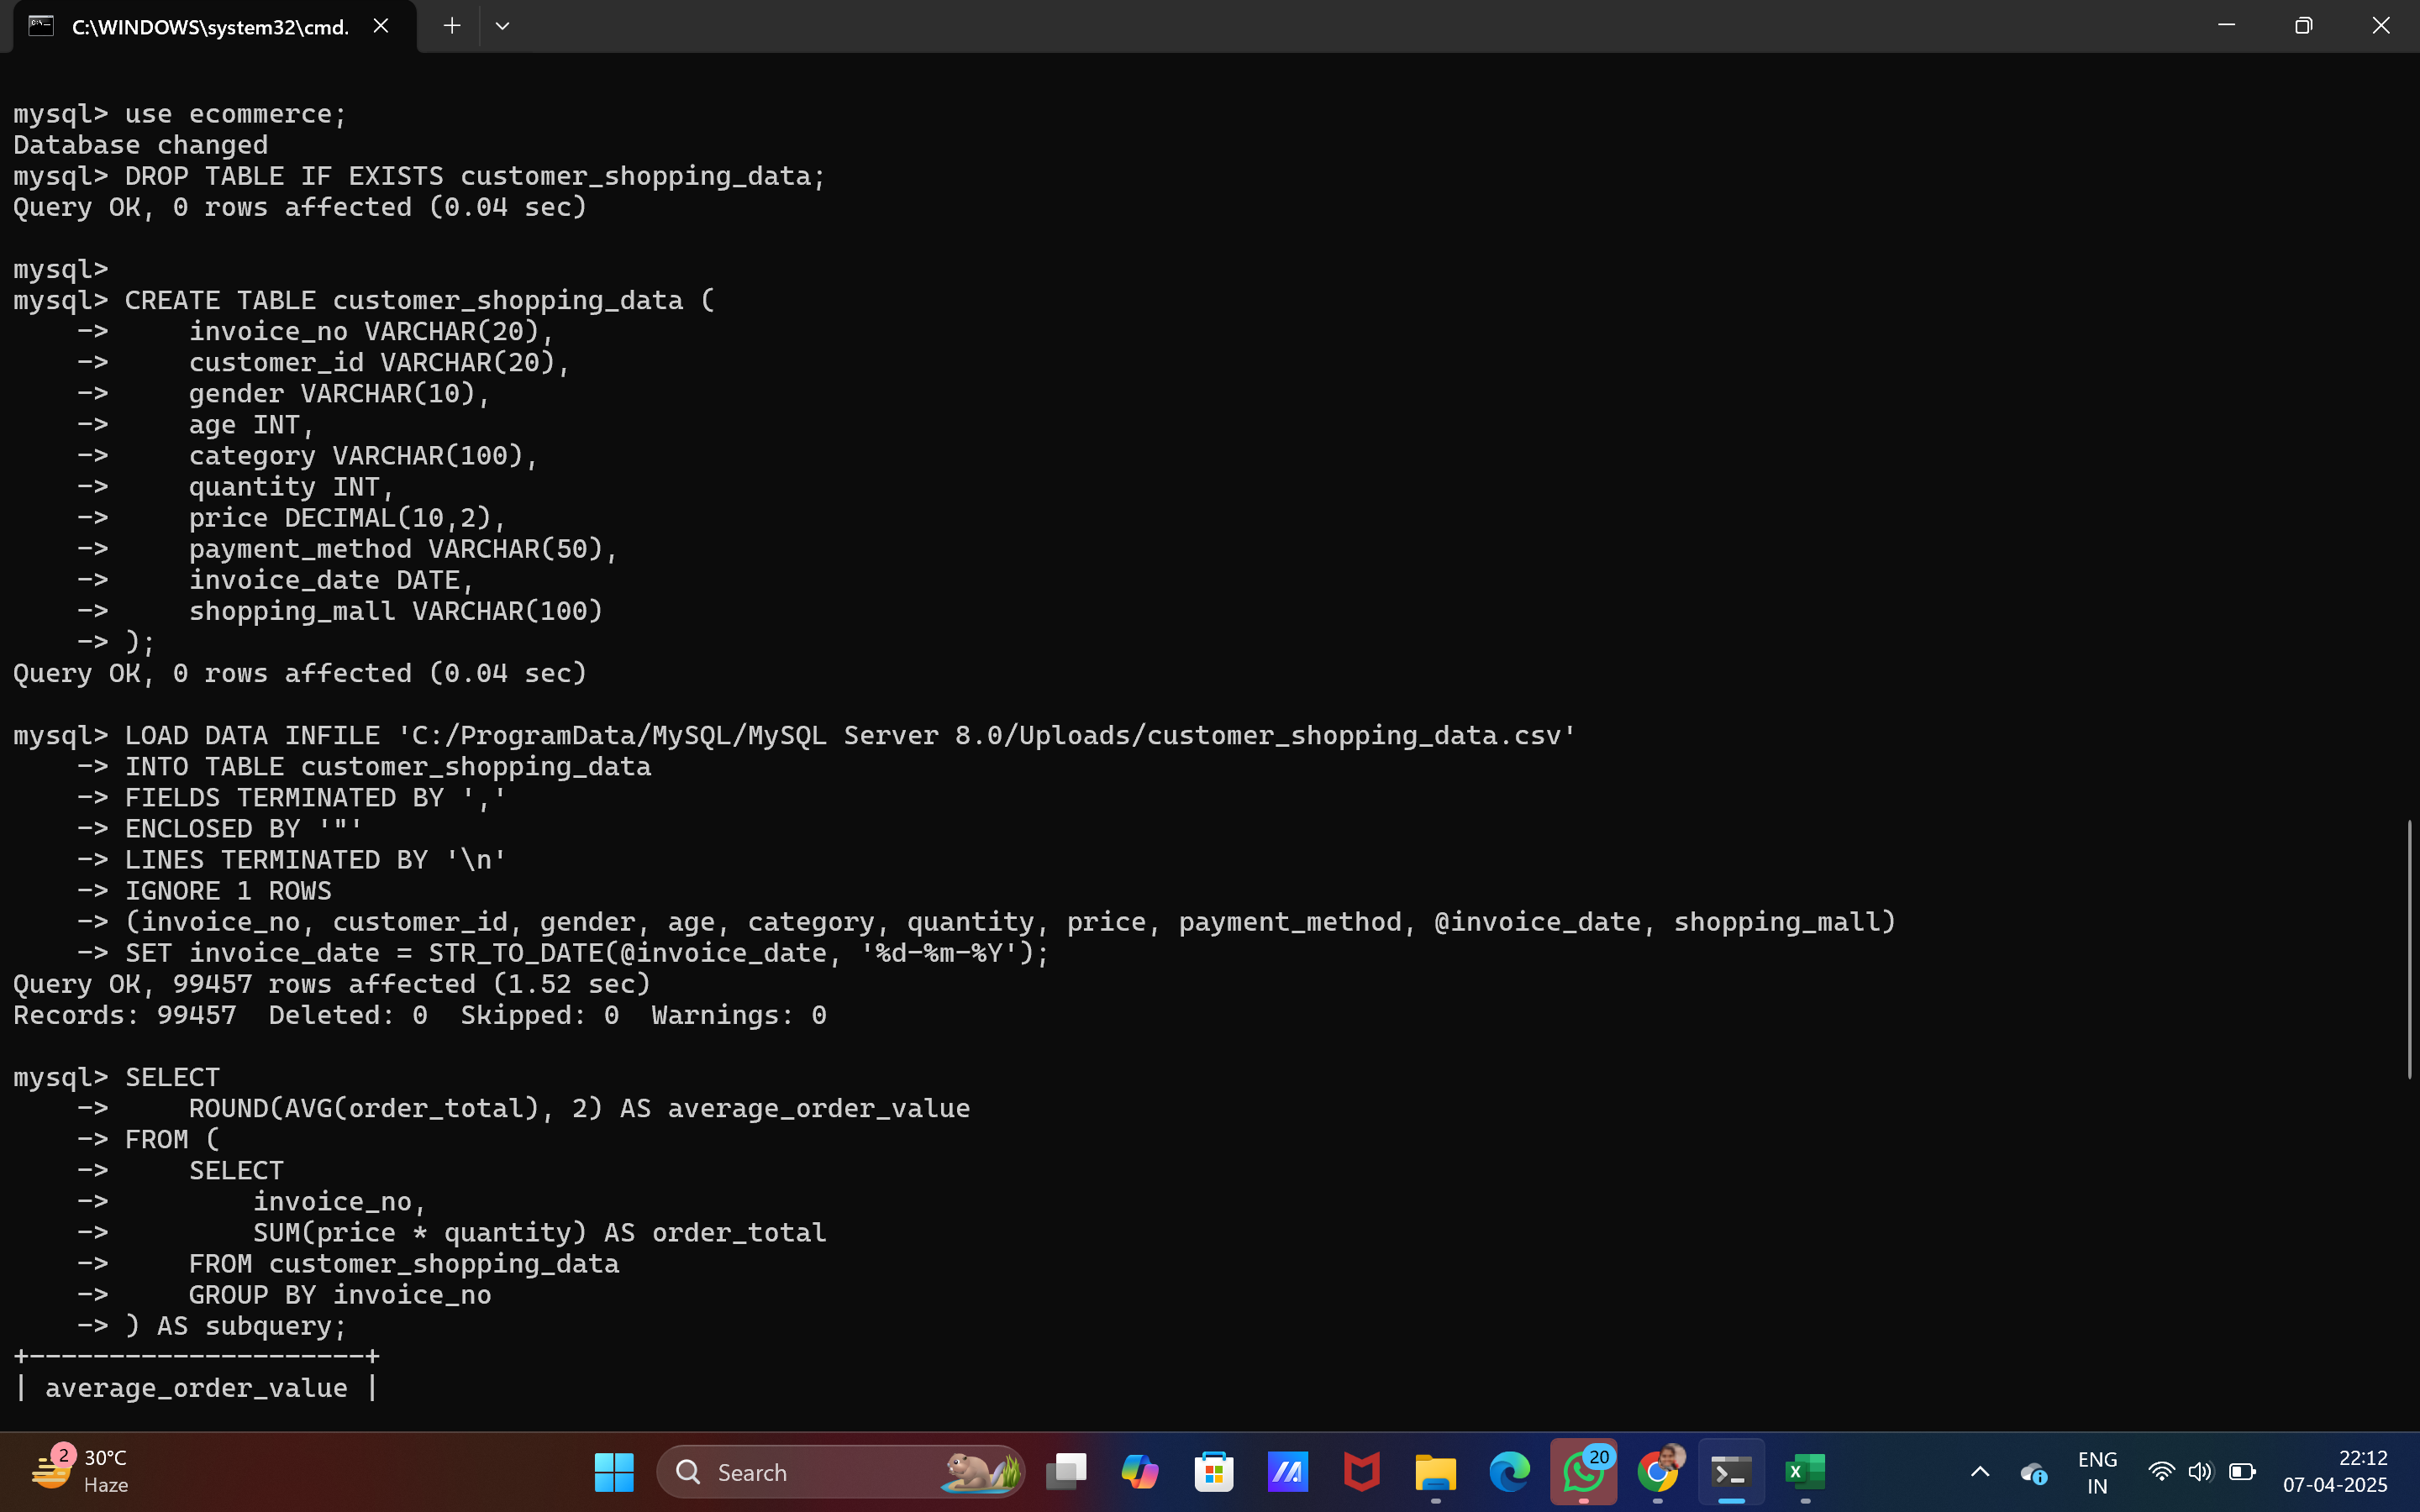 C:\WINDOWS\system32\cmd.
mysql> use ecommerce;
Database changed
mysql> DROP TABLE IF EXISTS customer_shopping_data;
Query OK, 0 rows affected (0.04 sec)
mysql>
mysql> CREATE TABLE customer_shopping_data (
    ->     invoice_no VARCHAR(20),
    ->     customer_id VARCHAR(20),
    ->     gender VARCHAR(10),
    ->     age INT,
    ->     category VARCHAR(100),
    ->     quantity INT,
    ->     price DECIMAL(10,2),
    ->     payment_method VARCHAR(50),
    ->     invoice_date DATE,
    ->     shopping_mall VARCHAR(100)
    -> );
Query OK, 0 rows affected (0.04 sec)
mysql> LOAD DATA INFILE 'C:/ProgramData/MySQL/MySQL Server 8.0/Uploads/customer_shopping_data.csv'
    -> INTO TABLE customer_shopping_data
    -> FIELDS TERMINATED BY ','
    -> ENCLOSED BY '"'
    -> LINES TERMINATED BY '\n'
    -> IGNORE 1 ROWS
    -> (invoice_no, customer_id, gender, age, category, quantity, price, payment_method, @invoice_date, shopping_mall)
    -> SET invoice_date = STR_TO_DATE(@invoice_date, '%d-%m-%Y');
Query OK, 99457 rows affected (1.52 sec)
Records: 99457  Deleted: 0  Skipped: 0  Warnings: 0
mysql> SELECT
    ->     ROUND(AVG(order_total), 2) AS average_order_value
    -> FROM (
    ->     SELECT
    ->         invoice_no,
    ->         SUM(price * quantity) AS order_total
    ->     FROM customer_shopping_data
    ->     GROUP BY invoice_no
    -> ) AS subquery;
+---------------------+
| average_order_value |
2
30°C
Haze
Search
20
ENG
IN
22:12
07-04-2025